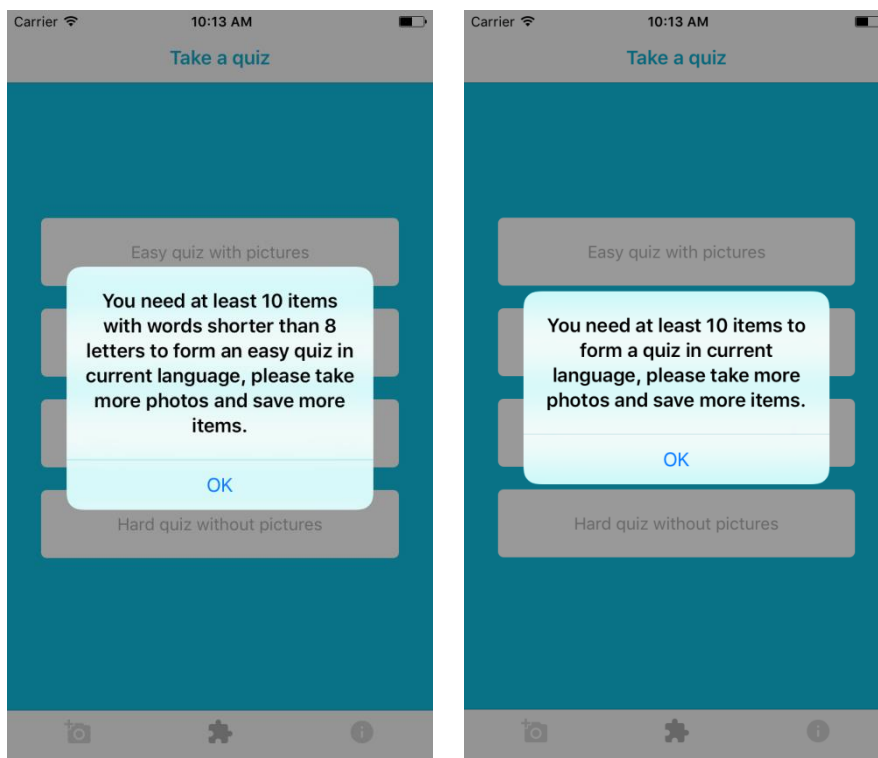 Carrier 10:13 AM
Take a quiz
Easy quiz with pictures
You need at least 10 items
with words shorter than 8
letters to form an easy quiz in
current language, please take
more photos and save more
items.
OK
Hard quiz without pictures
Carrier 10:13 AM
Take a quiz
Easy quiz with pictures
You need at least 10 items to
form a quiz in current
language, please take more
photos and save more items.
OK
Hard quiz without pictures